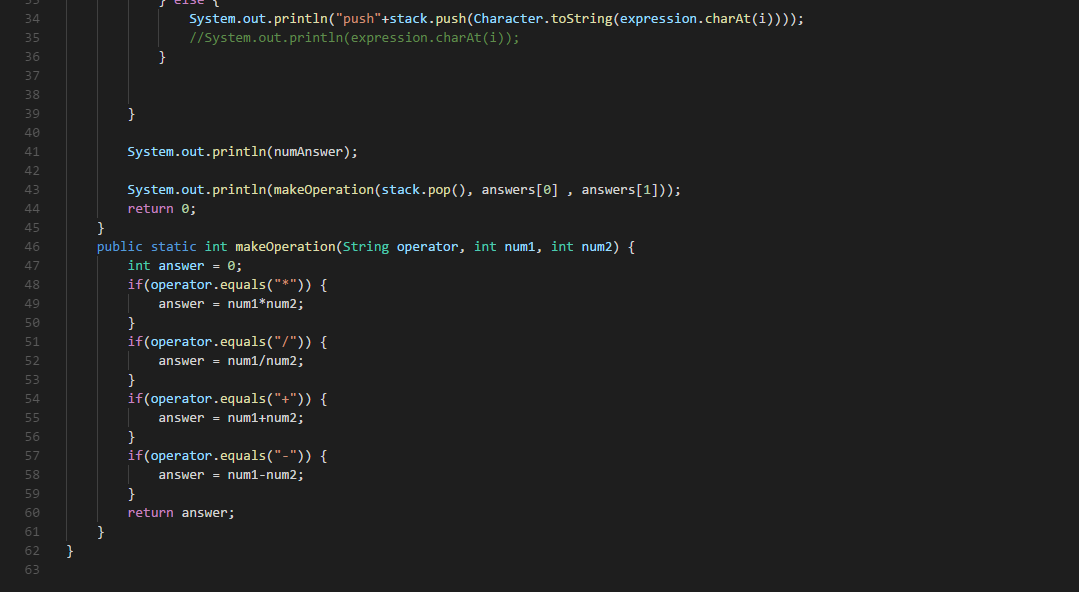 33 } else {
34 System.out.println("push"+stack.push(Character.toString(expression.charAt(i))));
35 //System.out.println(expression.charAt(i));
36 }
37
38
39 }
40
41 System.out.println(numAnswer);
42
43 System.out.println(makeOperation(stack.pop(), answers[0] , answers[1]));
44 return 0;
45 }
46 public static int makeOperation(String operator, int num1, int num2) {
47 int answer = 0;
48 if(operator.equals("*")) {
49 answer = num1*num2;
50 }
51 if(operator.equals("/")) {
52 answer = num1/num2;
53 }
54 if(operator.equals("+")) {
55 answer = num1+num2;
56 }
57 if(operator.equals("-")) {
58 answer = num1-num2;
59 }
60 return answer;
61 }
62 }
63